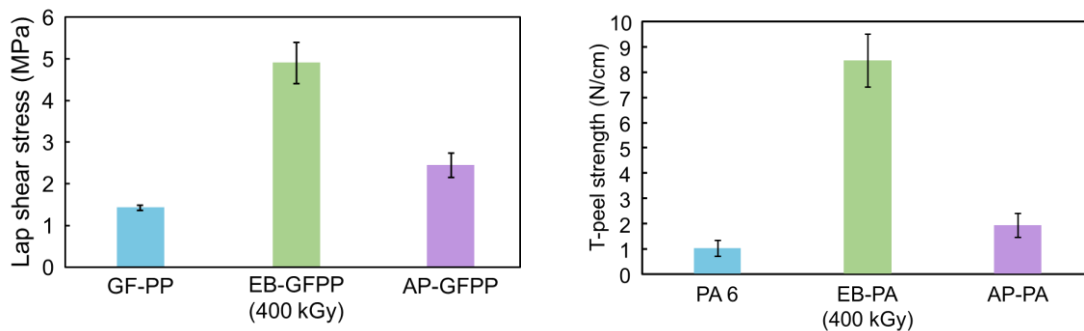 Lap shear stress (MPa)
6
5
4
3
2
1
0
GF-PP
EB-GFPP
(400 kGy)
AP-GFPP
T-peel strength (N/cm)
10
9
8
7
6
5
4
3
2
1
0
PA 6
EB-PA
(400 kGy)
AP-PA